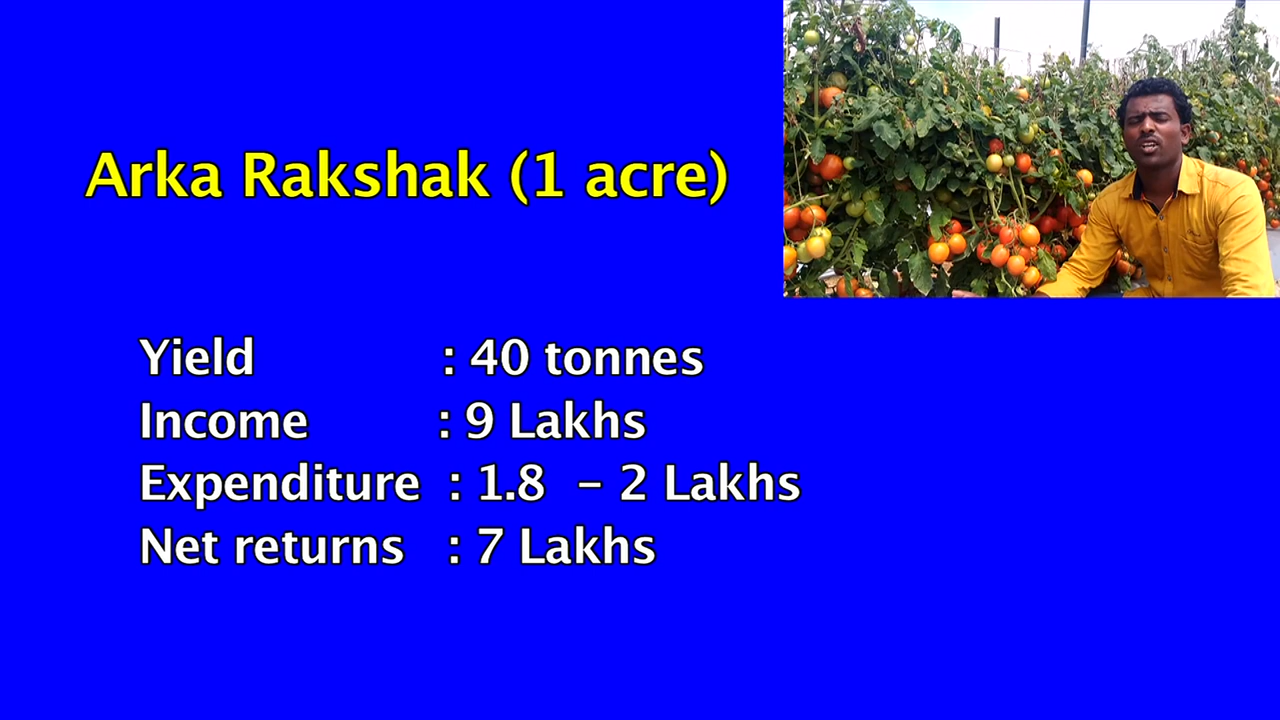 Arka Rakshak (1 acre)
Yield : 40 tonnes
Income : 9 Lakhs
Expenditure : 1.8 - 2 Lakhs
Net returns : 7 Lakhs